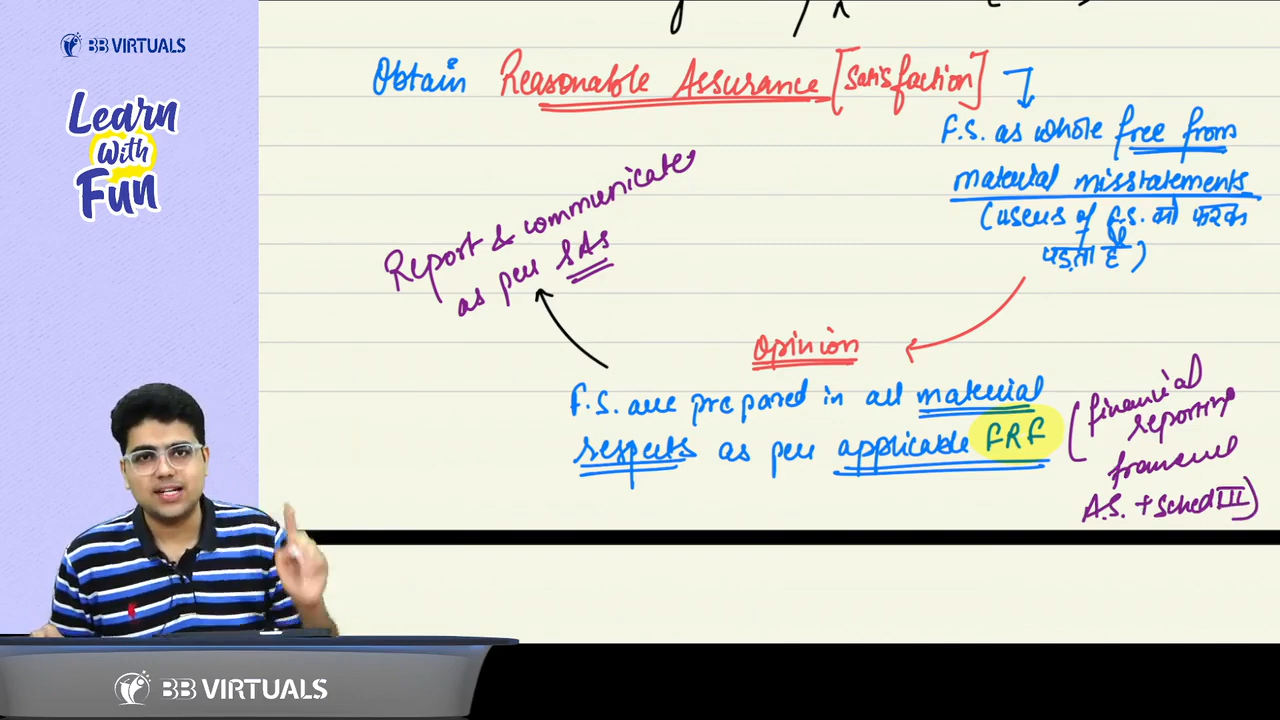 BB VIRTUALS
Learn
With
Fun
Obtain Reasonable Assurance [Satisfaction]
F.S. as whole free from
material misstatements
(users of F.S. को फरक
पड़ता है)
Report & communicate
as per SAs
Opinion
F.S. are prepared in all material
respects as per applicable FRF
(financial
reporting
A.S. + Sched III)
BB VIRTUALS